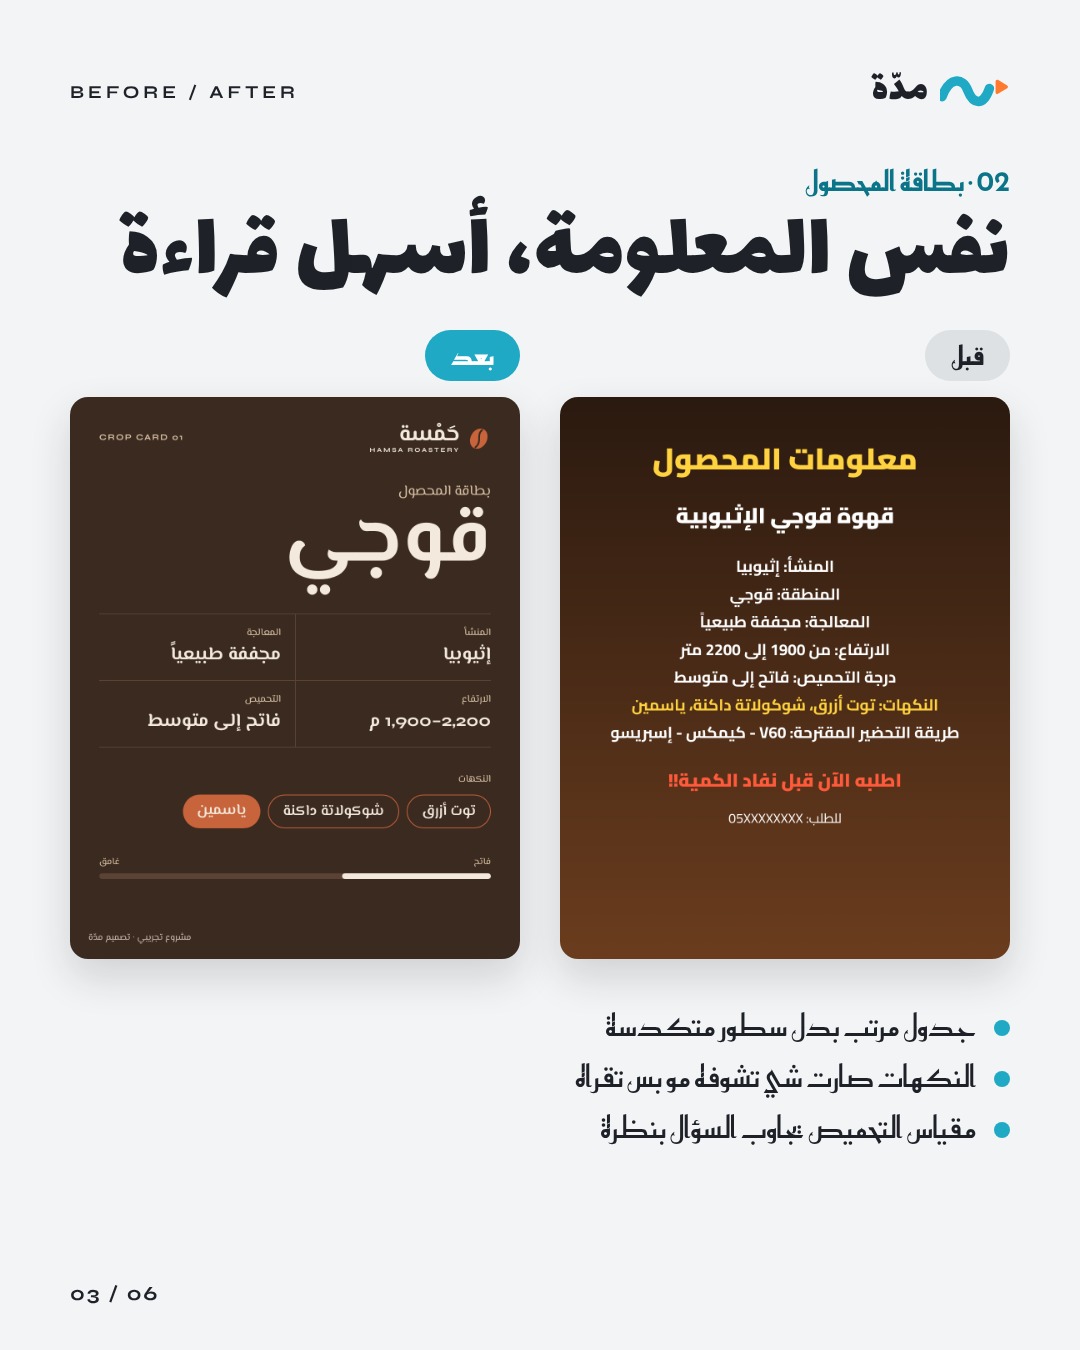 مدّة
BEFORE / AFTER
02 · بطاقة المحصول
نفس المعلومة، أسهل قراءة
قبل
معلومات المحصول
قهوة قوجي الإثيوبية
المنشأ: إثيوبيا
المنطقة: قوجي
المعالجة: مجففة طبيعياً
الارتفاع: من 1900 إلى 2200 متر
درجة التحميص: فاتح إلى متوسط
النكهات: توت أزرق، شوكولاتة داكنة، ياسمين
طريقة التحضير المقترحة: V60 - كيمكس - إسبريسو
اطلبه الآن قبل نفاد الكمية!!
للطلب: 05XXXXXXXX
بعد
حَمْسة
HAMSA ROASTERY
CROP CARD 01
بطاقة المحصول
قوجي
المنشأ
إثيوبيا
المعالجة
مجففة طبيعياً
الارتفاع
1,900–2,200 م
التحميص
فاتح إلى متوسط
النكهات
توت أزرق
شوكولاتة داكنة
ياسمين
فاتح
غامق
مشروع تجريبي · تصميم مدّة
جدول مرتب بدل سطور متكدسة
النكهات صارت شي تشوفه مو بس تقراه
مقياس التحميص يجاوب السؤال بنظرة
03 / 06